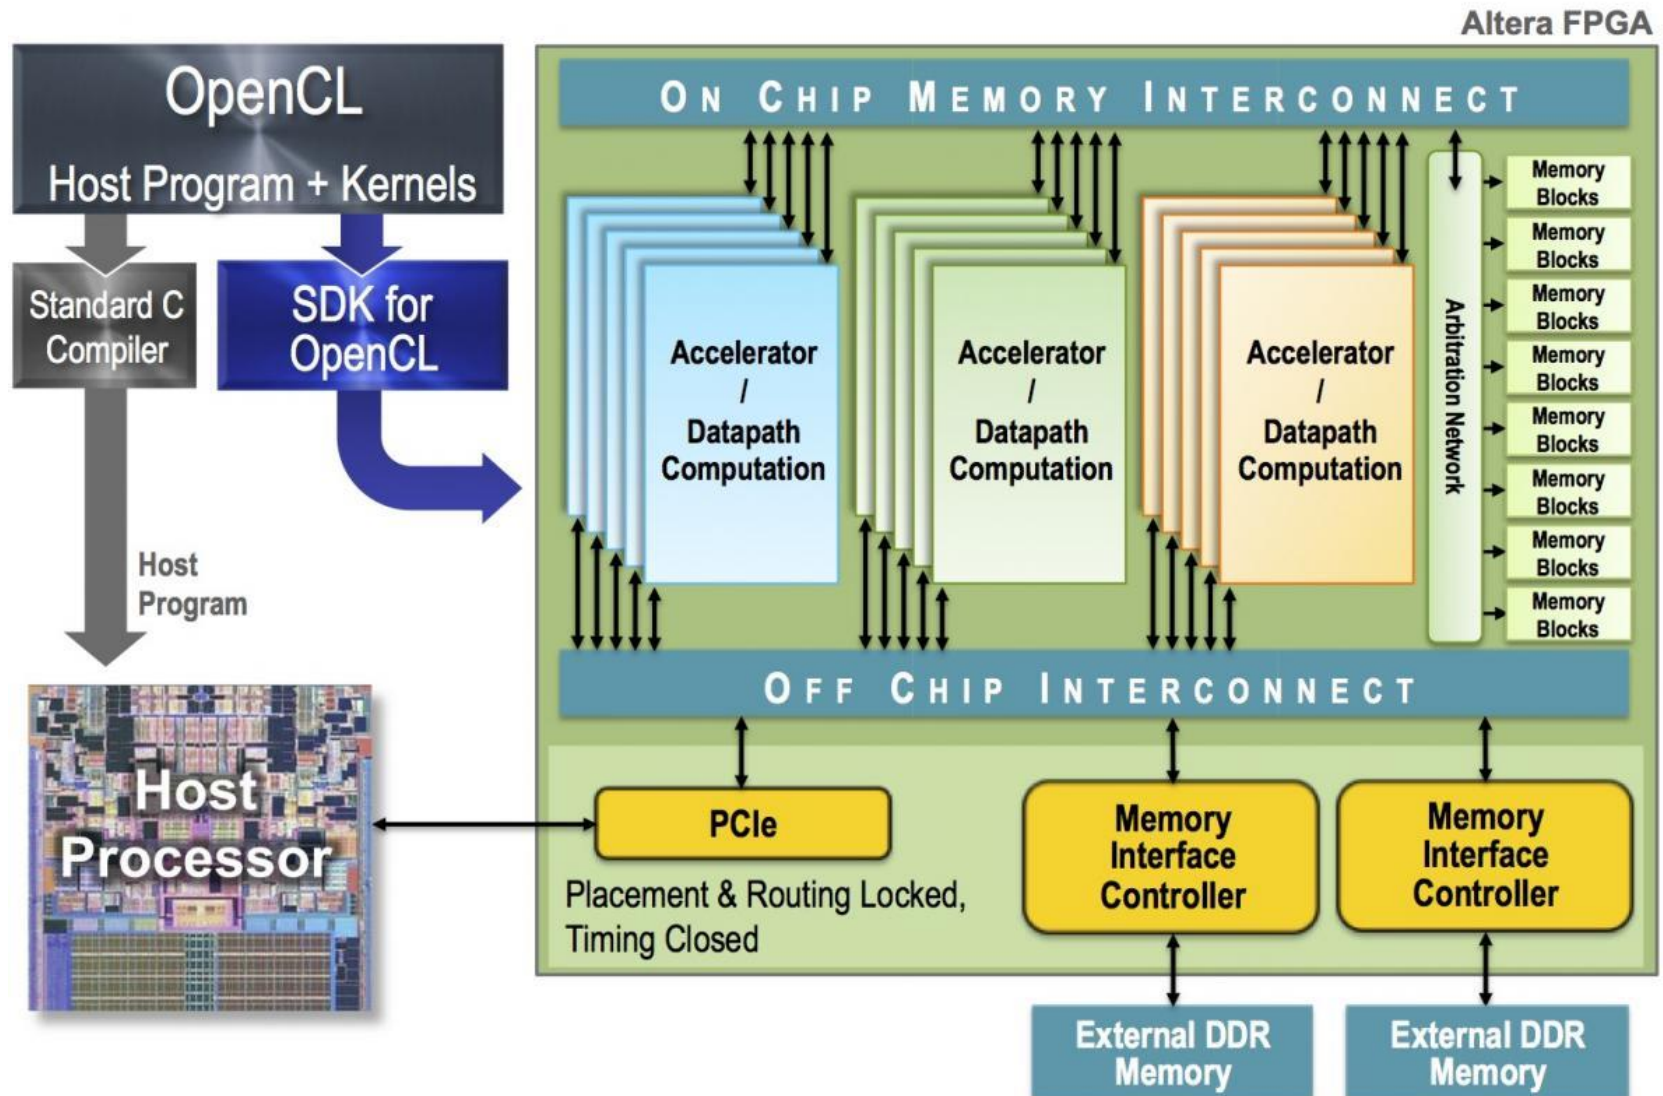 Altera FPGA
OpenCL
Host Program + Kernels
Standard C
Compiler
SDK for
OpenCL
Host
Program
Host
Processor
ON CHIP MEMORY INTERCONNECT
Accelerator
/
Datapath
Computation
Accelerator
/
Datapath
Computation
Accelerator
/
Datapath
Computation
Arbitration Network
Memory
Blocks
Memory
Blocks
Memory
Blocks
Memory
Blocks
Memory
Blocks
Memory
Blocks
Memory
Blocks
Memory
Blocks
OFF CHIP INTERCONNECT
PCIe
Placement & Routing Locked,
Timing Closed
Memory
Interface
Controller
Memory
Interface
Controller
External DDR
Memory
External DDR
Memory